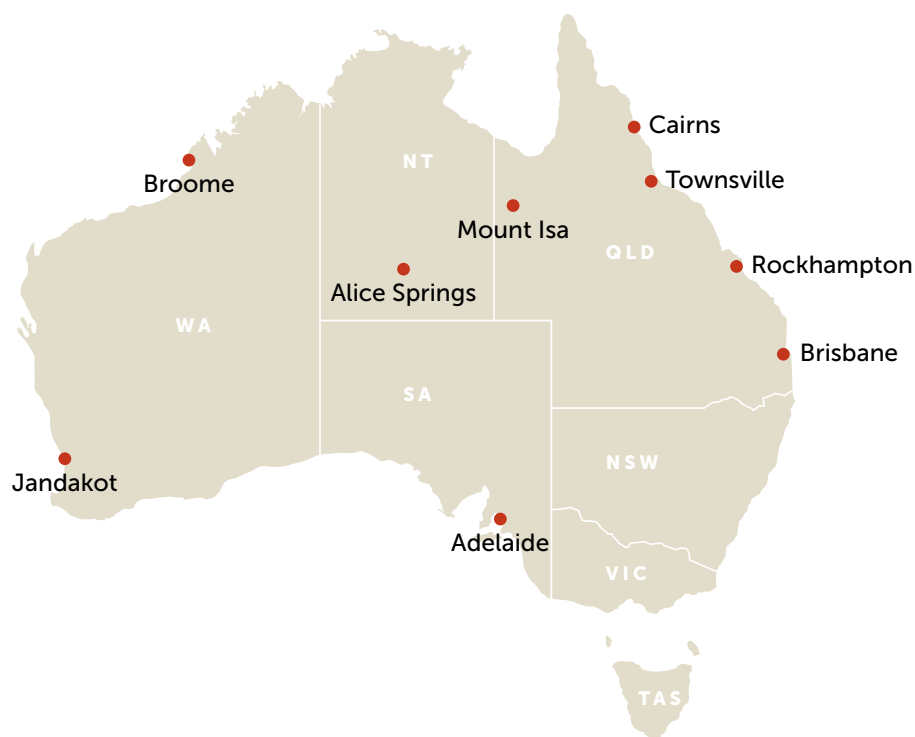 Cairns
NT
Broome
Townsville
Mount Isa
QLD
Rockhampton
Alice Springs
WA
Brisbane
SA
NSW
Jandakot
Adelaide
VIC
TAS